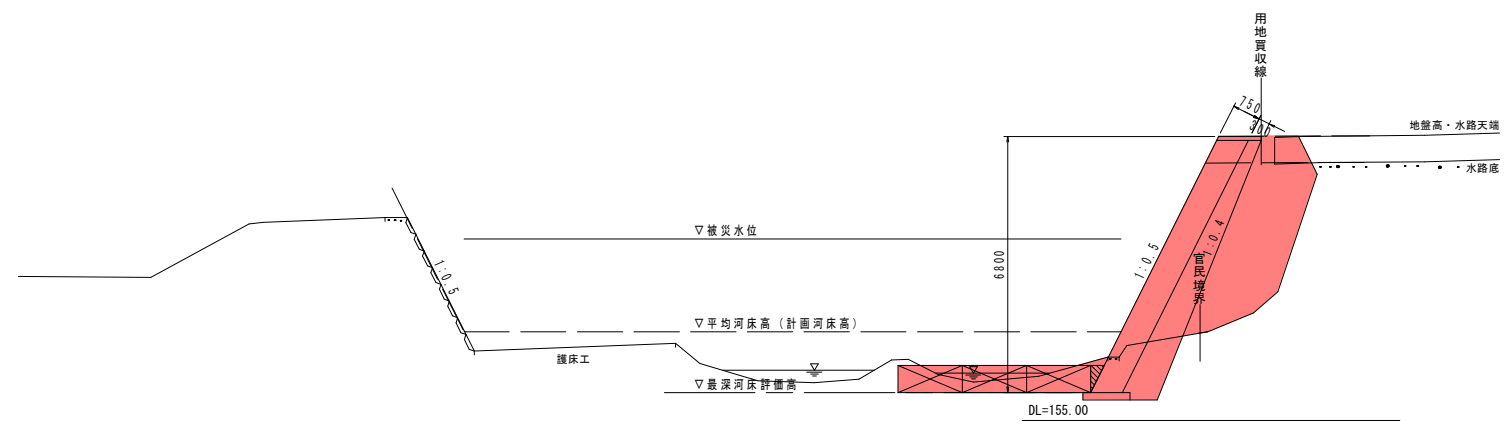 用地買収線
750
300
地盤高・水路天端
水路底
▽被災水位
1:0.5
6800
1:0.5
1:0.4
官民境界
▽平均河床高(計画河床高)
護床工
▽最深河床評価高
DL=155.00